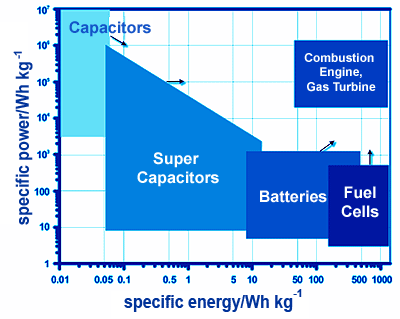 Capacitors
Combustion
Engine,
Gas Turbine
Super
Capacitors
Batteries
Fuel
Cells
specific power/Wh kg⁻¹
10⁷
10⁶
10⁵
10⁴
10³
100
10
1
0.01 0.05 0.1 0.5 1 5 10 50 100 500 1000
specific energy/Wh kg⁻¹